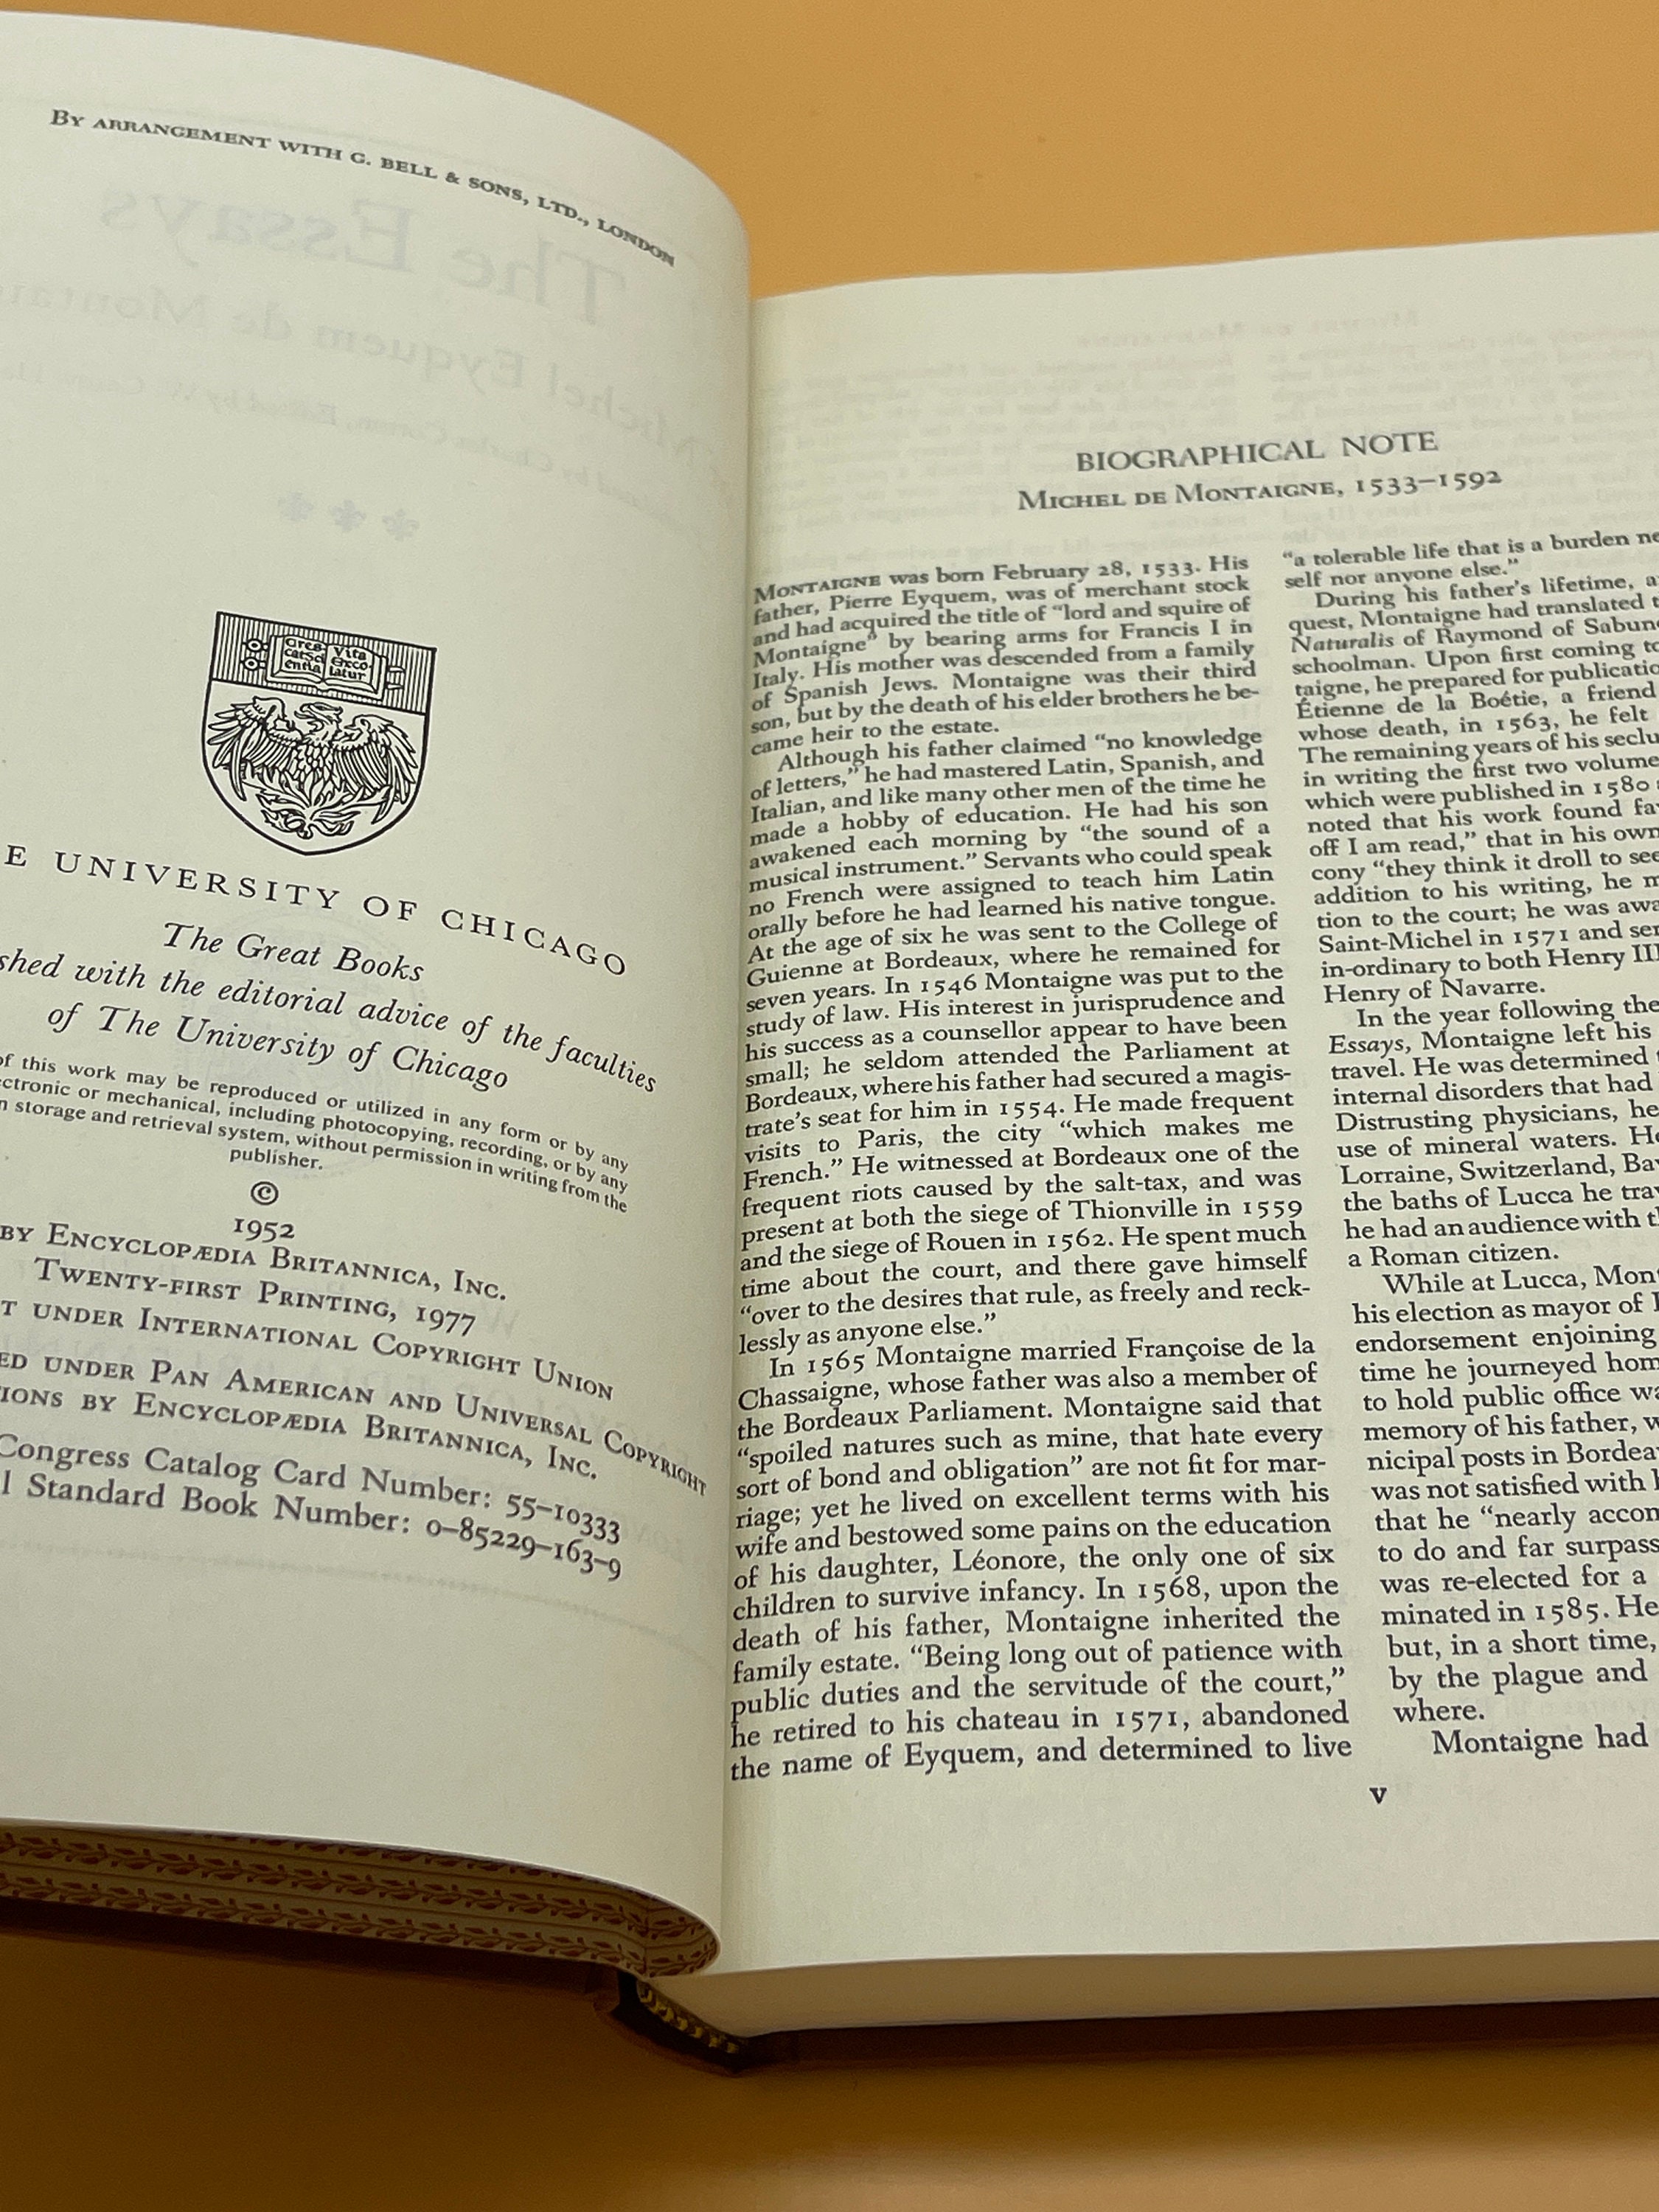 BY ARRANGEMENT WITH G. BELL & SONS, LTD., LONDON
Cres
cat Sci
entia
Vita
Exco
latur
E UNIVERSITY OF CHICAGO
The Great Books
shed with the editorial advice of the faculties
of The University of Chicago
of this work may be reproduced or utilized in any form or by any
ectronic or mechanical, including photocopying, recording, or by any
n storage and retrieval system, without permission in writing from the
publisher.
©
1952
BY ENCYCLOPÆDIA BRITANNICA, INC.
TWENTY-FIRST PRINTING, 1977
T UNDER INTERNATIONAL COPYRIGHT UNION
ED UNDER PAN AMERICAN AND UNIVERSAL COPYRIGHT
IONS BY ENCYCLOPÆDIA BRITANNICA, INC.
Congress Catalog Card Number: 55–10333
l Standard Book Number: 0–85229–163–9
BIOGRAPHICAL NOTE
MICHEL DE MONTAIGNE, 1533–1592
MONTAIGNE was born February 28, 1533. His
father, Pierre Eyquem, was of merchant stock
and had acquired the title of “lord and squire of
Montaigne” by bearing arms for Francis I in
Italy. His mother was descended from a family
of Spanish Jews. Montaigne was their third
son, but by the death of his elder brothers he be-
came heir to the estate.
Although his father claimed “no knowledge
of letters,” he had mastered Latin, Spanish, and
Italian, and like many other men of the time he
made a hobby of education. He had his son
awakened each morning by “the sound of a
musical instrument.” Servants who could speak
no French were assigned to teach him Latin
orally before he had learned his native tongue.
At the age of six he was sent to the College of
Guienne at Bordeaux, where he remained for
seven years. In 1546 Montaigne was put to the
study of law. His interest in jurisprudence and
his success as a counsellor appear to have been
small; he seldom attended the Parliament at
Bordeaux, where his father had secured a magis-
trate’s seat for him in 1554. He made frequent
visits to Paris, the city “which makes me
French.” He witnessed at Bordeaux one of the
frequent riots caused by the salt-tax, and was
present at both the siege of Thionville in 1559
and the siege of Rouen in 1562. He spent much
time about the court, and there gave himself
“over to the desires that rule, as freely and reck-
lessly as anyone else.”
In 1565 Montaigne married Françoise de la
Chassaigne, whose father was also a member of
the Bordeaux Parliament. Montaigne said that
“spoiled natures such as mine, that hate every
sort of bond and obligation” are not fit for mar-
riage; yet he lived on excellent terms with his
wife and bestowed some pains on the education
of his daughter, Léonore, the only one of six
children to survive infancy. In 1568, upon the
death of his father, Montaigne inherited the
family estate. “Being long out of patience with
public duties and the servitude of the court,”
he retired to his chateau in 1571, abandoned
the name of Eyquem, and determined to live
“a tolerable life that is a burden ne
self nor anyone else.”
During his father’s lifetime, a
quest, Montaigne had translated t
Naturalis of Raymond of Sabun
schoolman. Upon first coming to
taigne, he prepared for publicatio
Étienne de la Boétie, a friend
whose death, in 1563, he felt
The remaining years of his seclu
in writing the first two volume
which were published in 1580
noted that his work found fa
off I am read,” that in his own
cony “they think it droll to see
addition to his writing, he m
tion to the court; he was awa
Saint-Michel in 1571 and ser
in-ordinary to both Henry III
Henry of Navarre.
In the year following the
Essays, Montaigne left his
travel. He was determined
internal disorders that had
Distrusting physicians, he
use of mineral waters. He
Lorraine, Switzerland, Bav
the baths of Lucca he trav
he had an audience with t
a Roman citizen.
While at Lucca, Mont
his election as mayor of
endorsement enjoining
time he journeyed hom
to hold public office wa
memory of his father, w
nicipal posts in Bordea
was not satisfied with
that he “nearly accom
to do and far surpass
was re-elected for a
minated in 1585. He
but, in a short time,
by the plague and
where.
Montaigne had
v